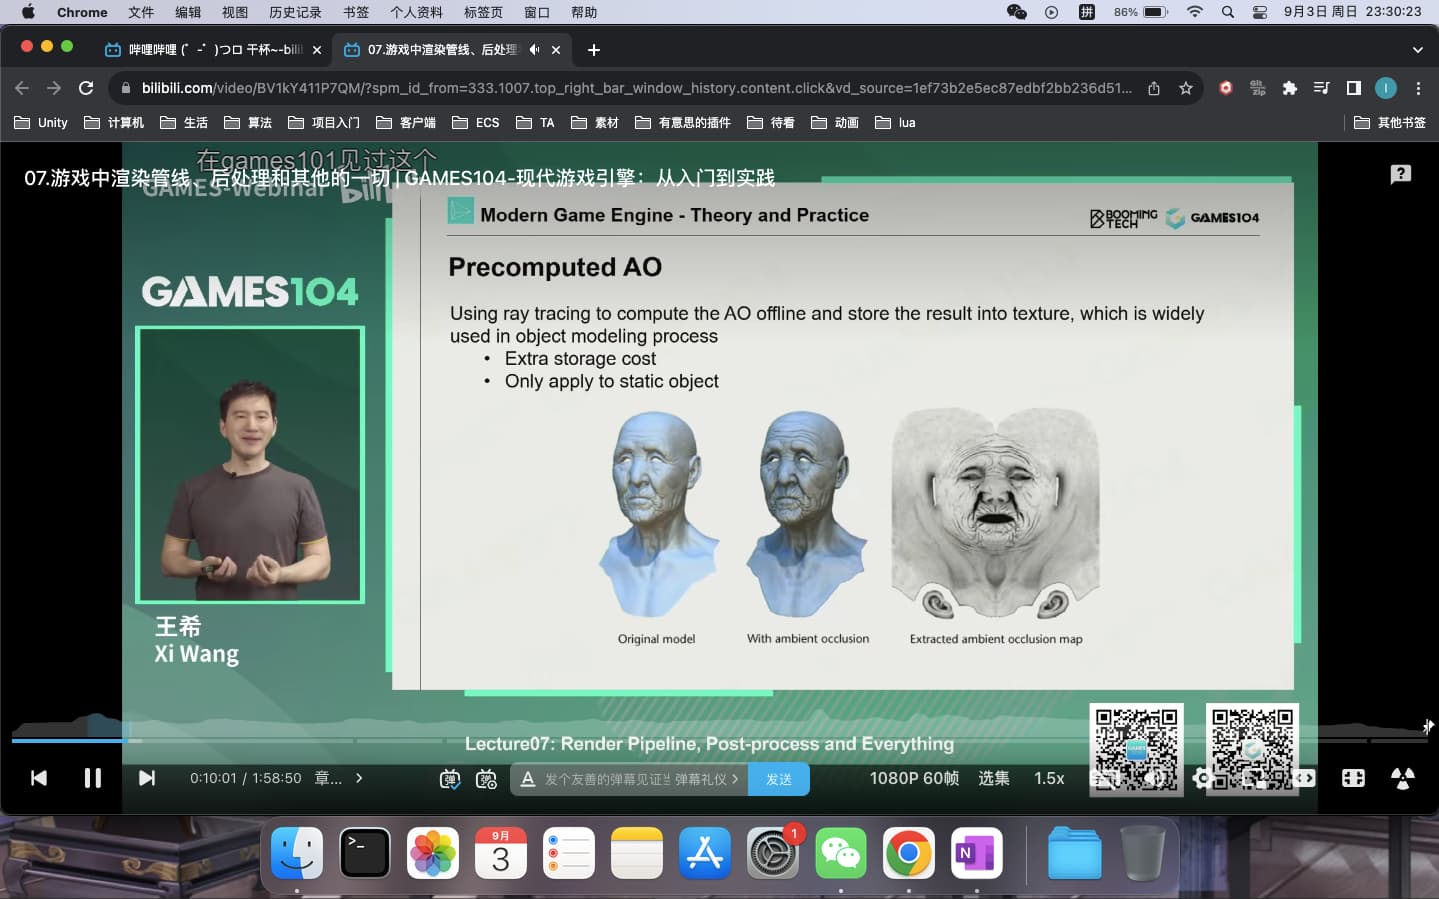 Chrome 文件 编辑 视图 历史记录 书签 个人资料 标签页 窗口 帮助 拼 86% 9月3日 周日 23:30:23
哔哩哔哩 (゜-゜)つロ 干杯~-bili 07.游戏中渲染管线、后处理
bilibili.com/video/BV1kY411P7QM/?spm_id_from=333.1007.top_right_bar_window_history.content.click&vd_source=1ef73b2e5ec87edbf2bb236d51...
Git zip
I
Unity 计算机 生活 算法 项目入门 客户端 ECS TA 素材 有意思的插件 待看 动画 lua 其他书签
在games101见过这个
07.游戏中渲染管线、后处理和其他的一切 | GAMES104-现代游戏引擎：从入门到实践
GAMES-Webinar bili
Modern Game Engine - Theory and Practice
BOOMING TECH GAMES104
Precomputed AO
GAMES104
Using ray tracing to compute the AO offline and store the result into texture, which is widely
used in object modeling process
• Extra storage cost
• Only apply to static object
Original model With ambient occlusion Extracted ambient occlusion map
王希
Xi Wang
Lecture07: Render Pipeline, Post-process and Everything
0:10:01 / 1:58:50 章... 弹 弹 A 发个友善的弹幕见证当 弹幕礼仪 发送 1080P 60帧 选集 1.5x
>_ 9月 3 1 N